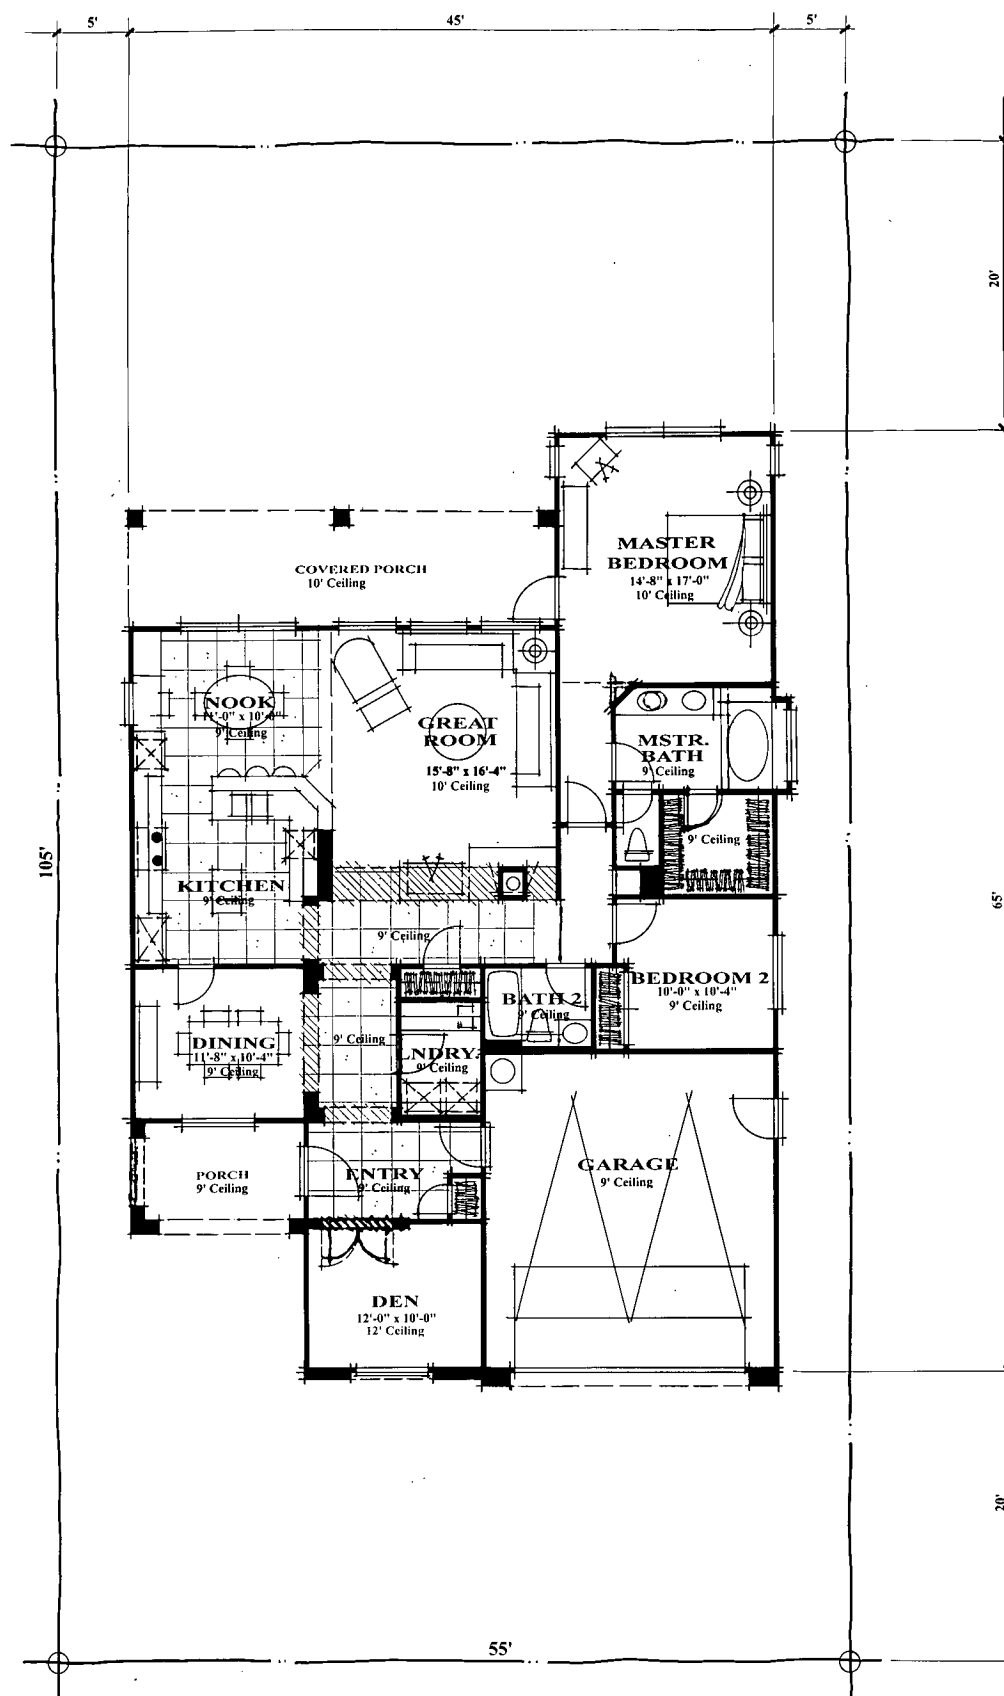 5'
45'
5'
20'
MASTER
BEDROOM
14'-8" x 17'-0"
10' Ceiling
COVERED PORCH
10' Ceiling
NOOK
11'-0" x 10'-0"
9' Ceiling
GREAT
ROOM
15'-8" x 16'-4"
10' Ceiling
MSTR.
BATH
9' Ceiling
9' Ceiling
105'
KITCHEN
9' Ceiling
65'
9' Ceiling
BEDROOM 2
10'-0" x 10'-4"
9' Ceiling
BATH 2
9' Ceiling
DINING
11'-8" x 10'-4"
9' Ceiling
9' Ceiling
LNDRY.
9' Ceiling
PORCH
9' Ceiling
ENTRY
9' Ceiling
GARAGE
9' Ceiling
DEN
12'-0" x 10'-0"
12' Ceiling
20'
55'